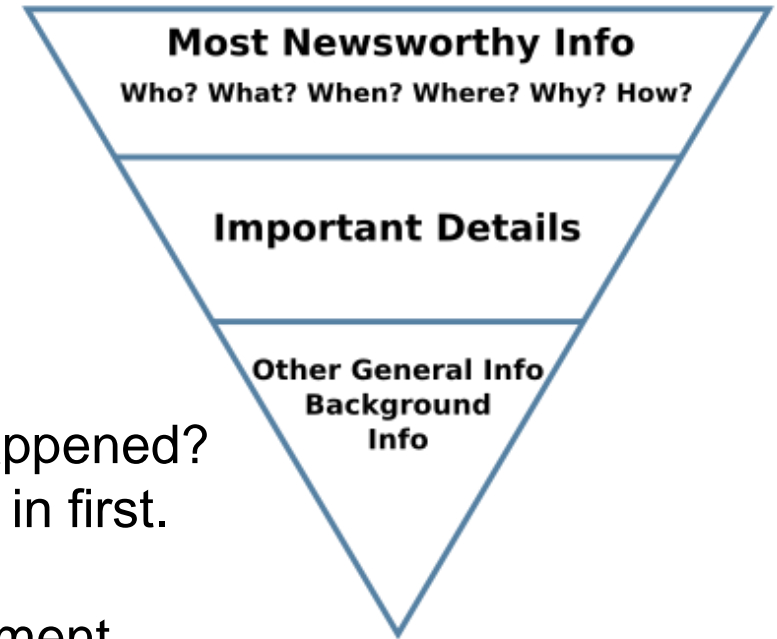 Most Newsworthy Info
Who? What? When? Where? Why? How?
Important Details
Other General Info
Background
Info
ppened?
in first.
ment